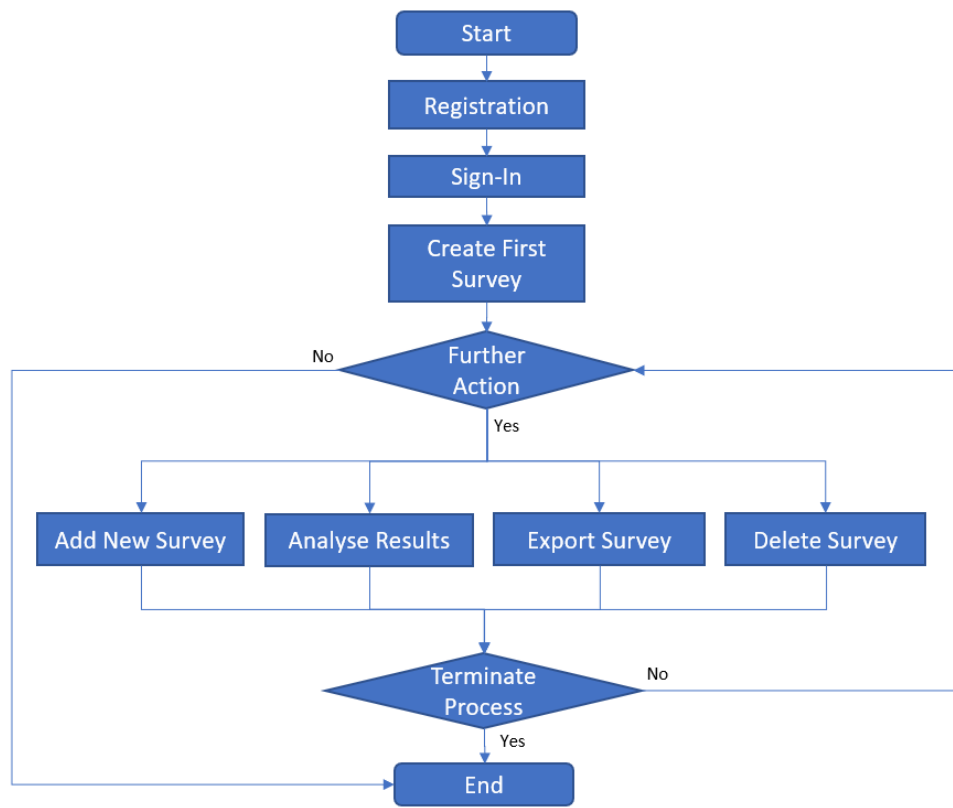 Start
Registration
Sign-In
Create First
Survey
No
Further
Action
Yes
Add New Survey
Analyse Results
Export Survey
Delete Survey
Terminate
Process
No
Yes
End